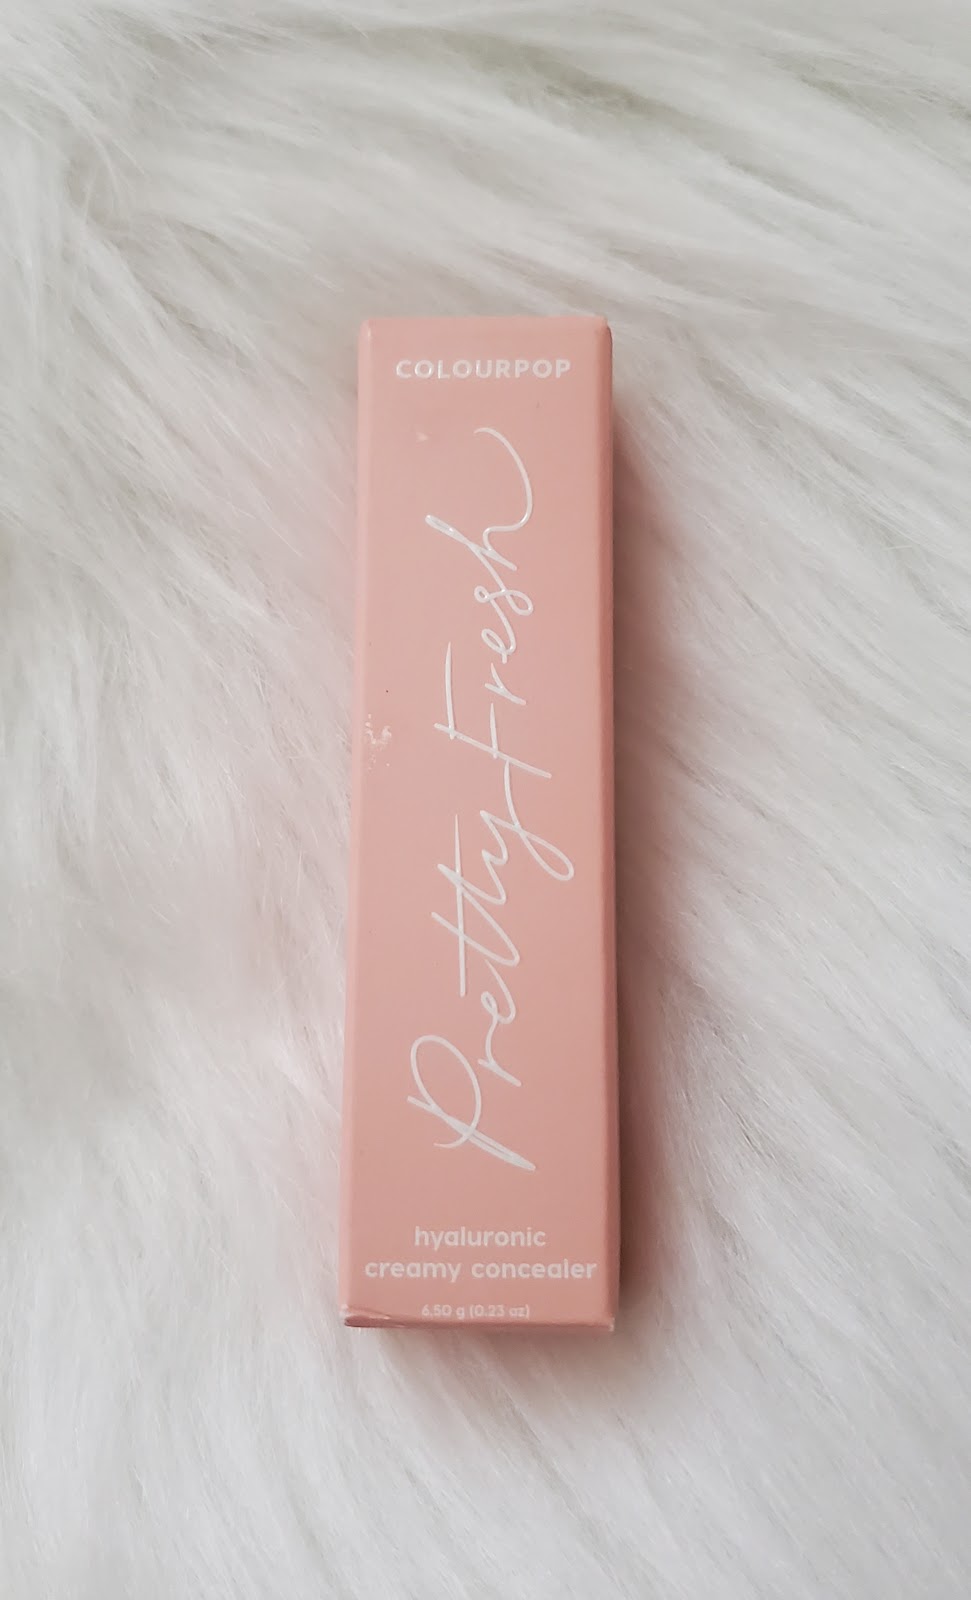 COLOURPOP
Pretty Fresh
hyaluronic
creamy concealer
6.50 g (0.23 oz)